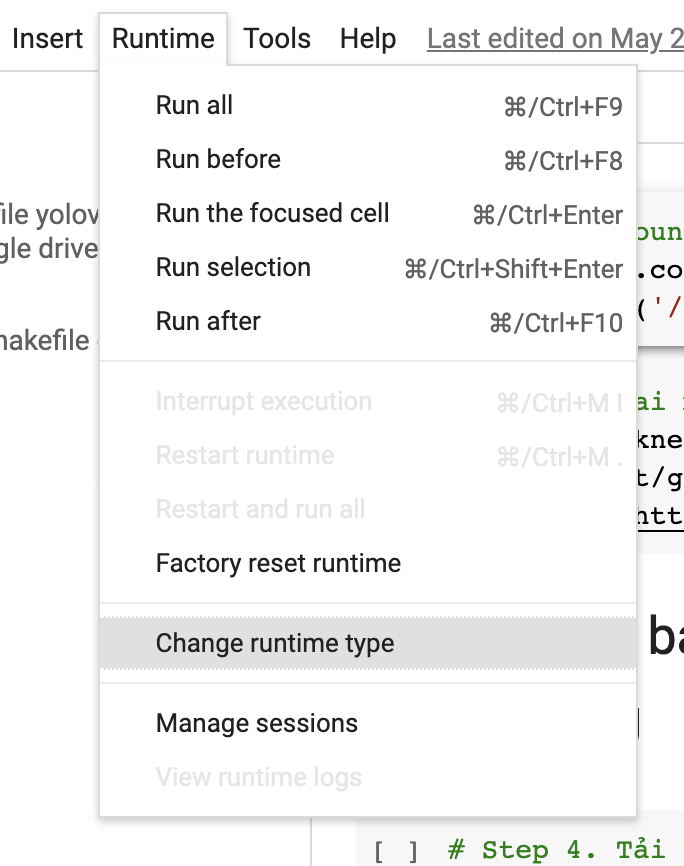 Insert Runtime Tools Help Last edited on May 2
Run all ⌘/Ctrl+F9
Run before ⌘/Ctrl+F8
Run the focused cell ⌘/Ctrl+Enter
Run selection ⌘/Ctrl+Shift+Enter
Run after ⌘/Ctrl+F10
Interrupt execution ⌘/Ctrl+M I
Restart runtime ⌘/Ctrl+M .
Restart and run all
Factory reset runtime
Change runtime type
Manage sessions
View runtime logs
file yolov
gle drive
makefile
oun
.co
('/
ai
kne
t/g
htt
ba
[ ] # Step 4. Tải